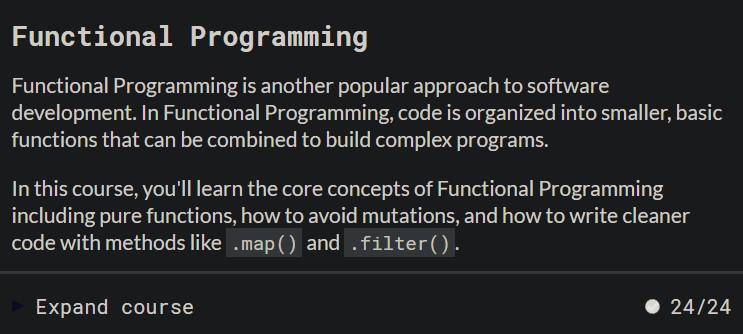 Functional Programming
Functional Programming is another popular approach to software
development. In Functional Programming, code is organized into smaller, basic
functions that can be combined to build complex programs.
In this course, you'll learn the core concepts of Functional Programming
including pure functions, how to avoid mutations, and how to write cleaner
code with methods like .map() and .filter().
Expand course 24/24